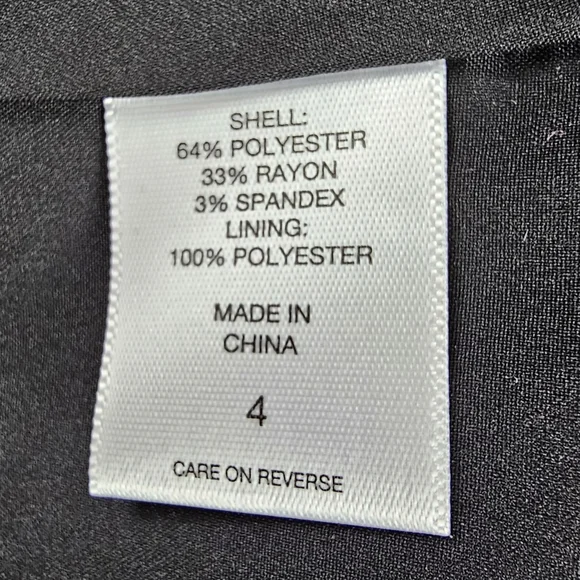 SHELL:
64% POLYESTER
33% RAYON
3% SPANDEX
LINING:
100% POLYESTER
MADE IN
CHINA
4
CARE ON REVERSE